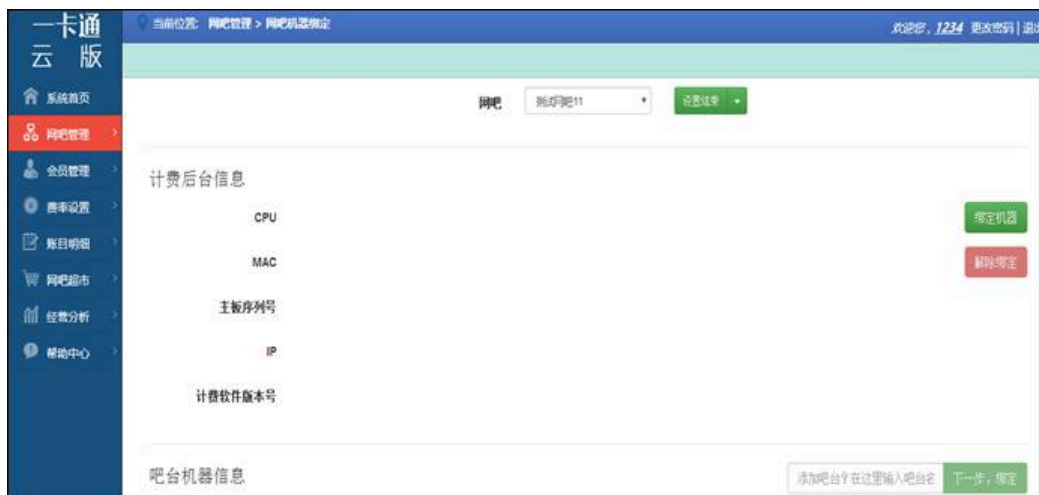 一卡通
云 版
当前位置: 网吧管理 > 网吧机器绑定
欢迎您, 1234 更改密码 | 退出
系统首页
网吧管理
会员管理
费率设置
账目明细
网吧超市
经营分析
帮助中心
网吧 测试网吧11 设置结束
计费后台信息
CPU
绑定机器
MAC
解除绑定
主板序列号
IP
计费软件版本号
吧台机器信息
添加吧台?在这里输入吧台名
下一步,绑定